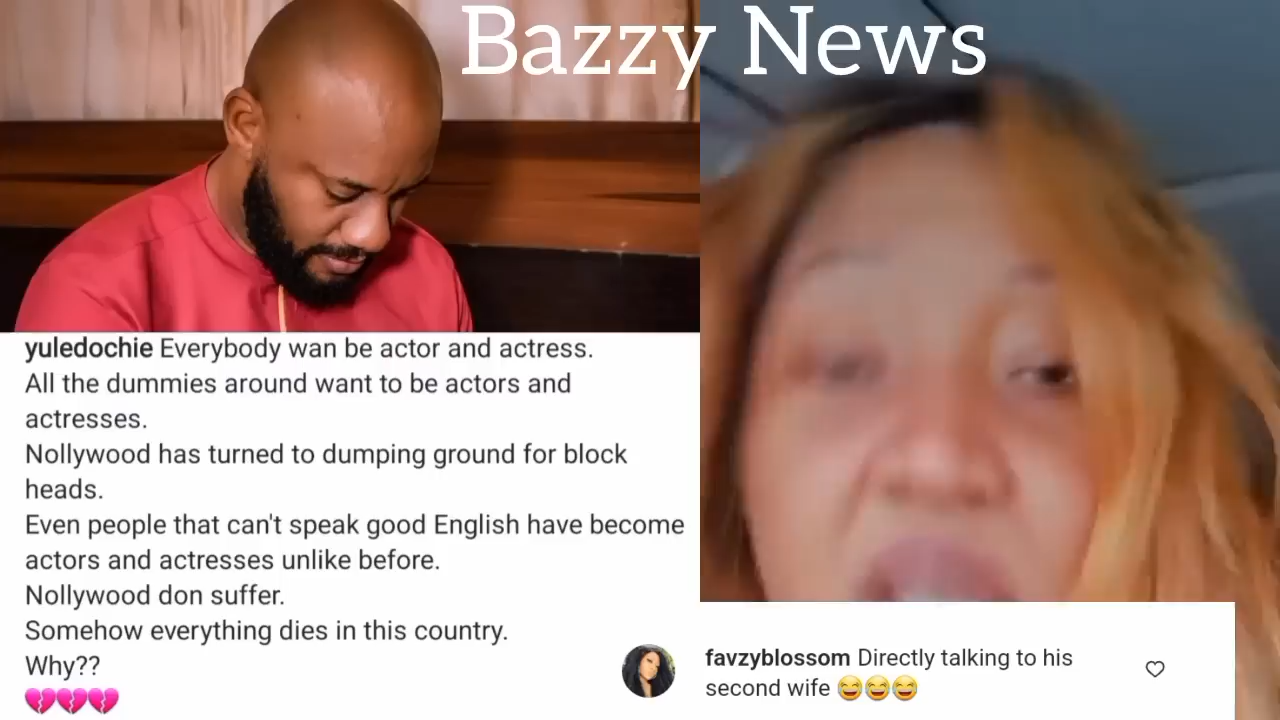 Bazzy News
yuledochie Everybody wan be actor and actress.
All the dummies around want to be actors and
actresses.
Nollywood has turned to dumping ground for block
heads.
Even people that can't speak good English have become
actors and actresses unlike before.
Nollywood don suffer.
Somehow everything dies in this country.
Why??
💔💔💔
favzyblossom Directly talking to his
second wife 😂😂😂